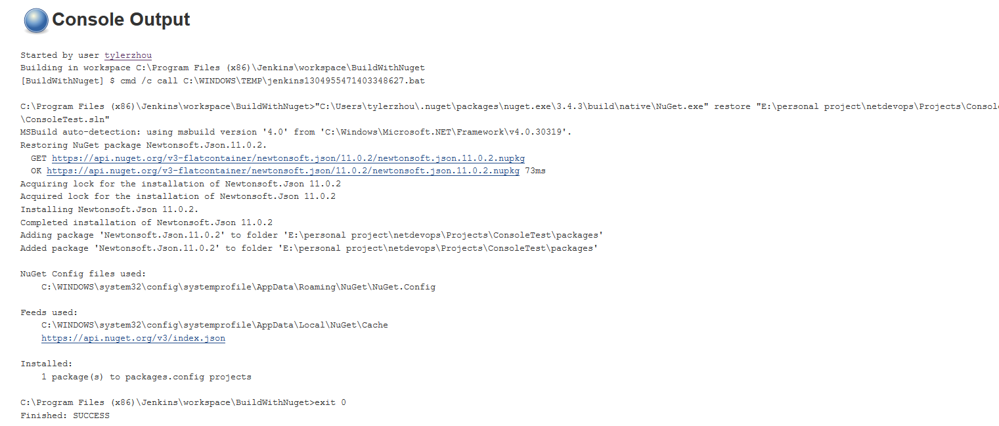 Console Output
Started by user tylerzhou
Building in workspace C:\Program Files (x86)\Jenkins\workspace\BuildWithNuget
[BuildWithNuget] $ cmd /c call C:\WINDOWS\TEMP\jenkins1304955471403348627.bat
C:\Program Files (x86)\Jenkins\workspace\BuildWithNuget>"C:\Users\tylerzhou\.nuget\packages\nuget.exe\3.4.3\build\native\NuGet.exe" restore "E:\personal project\netdevops\Projects\Console
\ConsoleTest.sln"
MSBuild auto-detection: using msbuild version '4.0' from 'C:\Windows\Microsoft.NET\Framework\v4.0.30319'.
Restoring NuGet package Newtonsoft.Json.11.0.2.
GET https://api.nuget.org/v3-flatcontainer/newtonsoft.json/11.0.2/newtonsoft.json.11.0.2.nupkg
OK https://api.nuget.org/v3-flatcontainer/newtonsoft.json/11.0.2/newtonsoft.json.11.0.2.nupkg 73ms
Acquiring lock for the installation of Newtonsoft.Json 11.0.2
Acquired lock for the installation of Newtonsoft.Json 11.0.2
Installing Newtonsoft.Json 11.0.2.
Completed installation of Newtonsoft.Json 11.0.2
Adding package 'Newtonsoft.Json.11.0.2' to folder 'E:\personal project\netdevops\Projects\ConsoleTest\packages'
Added package 'Newtonsoft.Json.11.0.2' to folder 'E:\personal project\netdevops\Projects\ConsoleTest\packages'
NuGet Config files used:
C:\WINDOWS\system32\config\systemprofile\AppData\Roaming\NuGet\NuGet.Config
Feeds used:
C:\WINDOWS\system32\config\systemprofile\AppData\Local\NuGet\Cache
https://api.nuget.org/v3/index.json
Installed:
1 package(s) to packages.config projects
C:\Program Files (x86)\Jenkins\workspace\BuildWithNuget>exit 0
Finished: SUCCESS